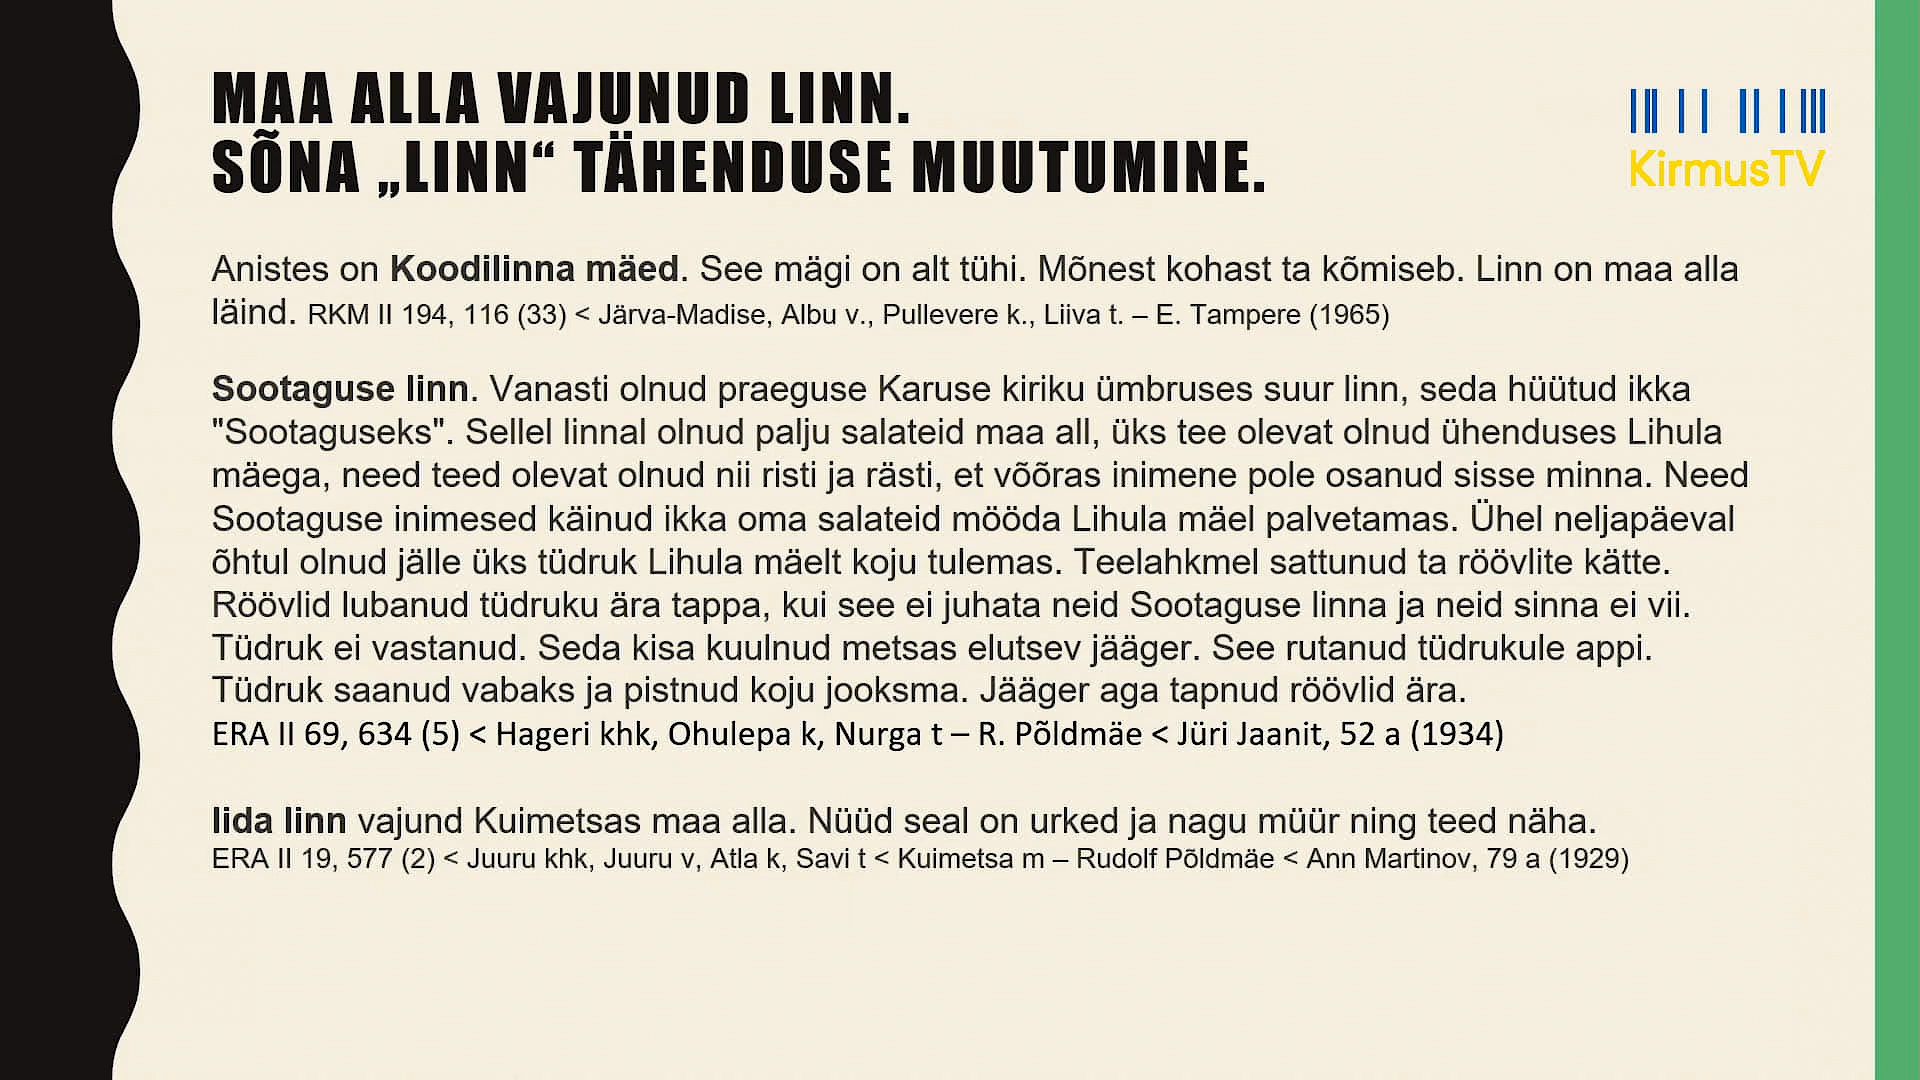 MAA ALLA VAJUNUD LINN.
SÕNA „LINN“ TÄHENDUSE MUUTUMINE.
KirmusTV
Anistes on Koodilinna mäed. See mägi on alt tühi. Mõnest kohast ta kõmiseb. Linn on maa alla
läind. RKM II 194, 116 (33) < Järva-Madise, Albu v., Pullevere k., Liiva t. – E. Tampere (1965)
Sootaguse linn. Vanasti olnud praeguse Karuse kiriku ümbruses suur linn, seda hüütud ikka
"Sootaguseks". Sellel linnal olnud palju salateid maa all, üks tee olevat olnud ühenduses Lihula
mäega, need teed olevat olnud nii risti ja rästi, et võõras inimene pole osanud sisse minna. Need
Sootaguse inimesed käinud ikka oma salateid mööda Lihula mäel palvetamas. Ühel neljapäeval
õhtul olnud jälle üks tüdruk Lihula mäelt koju tulemas. Teelahkmel sattunud ta röövlite kätte.
Röövlid lubanud tüdruku ära tappa, kui see ei juhata neid Sootaguse linna ja neid sinna ei vii.
Tüdruk ei vastanud. Seda kisa kuulnud metsas elutsev jääger. See rutanud tüdrukule appi.
Tüdruk saanud vabaks ja pistnud koju jooksma. Jääger aga tapnud röövlid ära.
ERA II 69, 634 (5) < Hageri khk, Ohulepa k, Nurga t – R. Põldmäe < Jüri Jaanit, 52 a (1934)
Iida linn vajund Kuimetsas maa alla. Nüüd seal on urked ja nagu müür ning teed näha.
ERA II 19, 577 (2) < Juuru khk, Juuru v, Atla k, Savi t < Kuimetsa m – Rudolf Põldmäe < Ann Martinov, 79 a (1929)